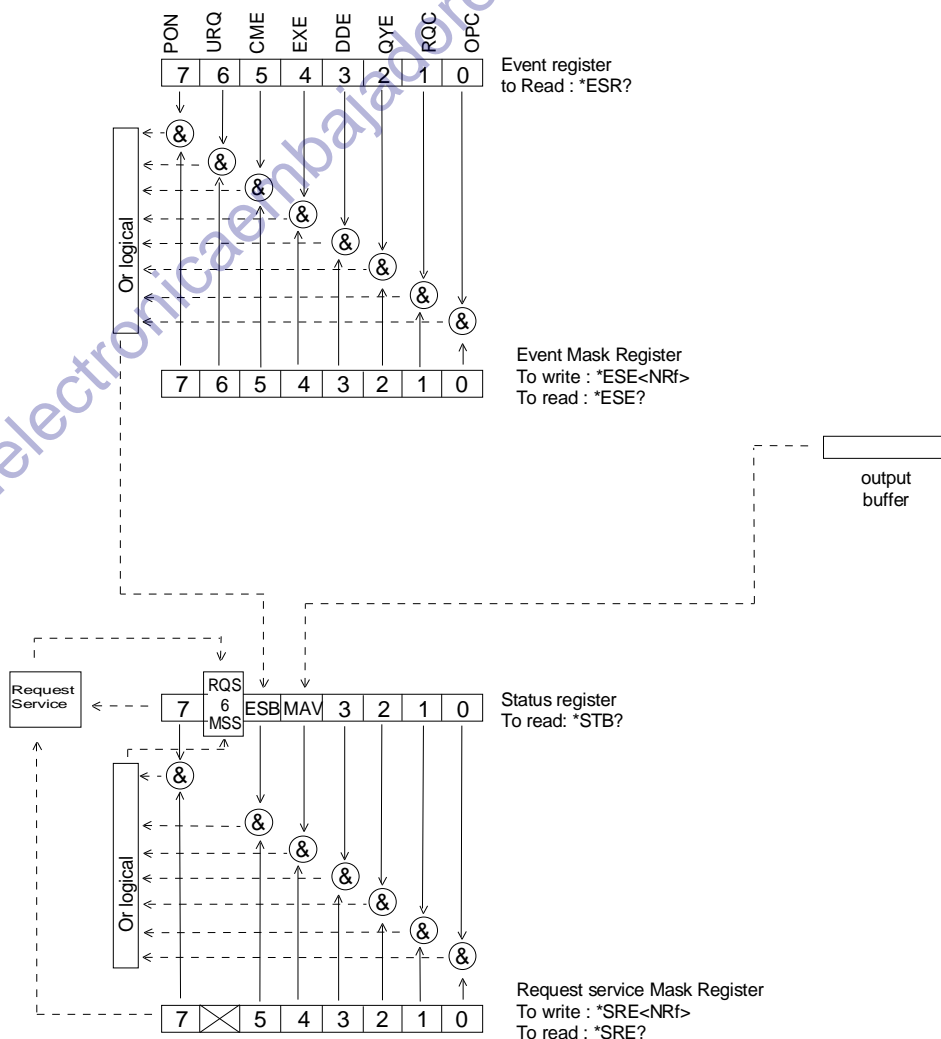 PON URQ CME EXE DDE QYE RQC OPC
7 6 5 4 3 2 1 0
Event register
to Read : *ESR?
&
&
&
&
&
&
&
&
Or logical
Event Mask Register
To write : *ESE<NRf>
To read : *ESE?
7 6 5 4 3 2 1 0
output
buffer
Request
Service
7 RQS 6 MSS ESB MAV 3 2 1 0
Status register
To read: *STB?
&
&
&
&
&
&
&
Or logical
7 5 4 3 2 1 0
Request service Mask Register
To write : *SRE<NRf>
To read : *SRE?
electronicaembajadores